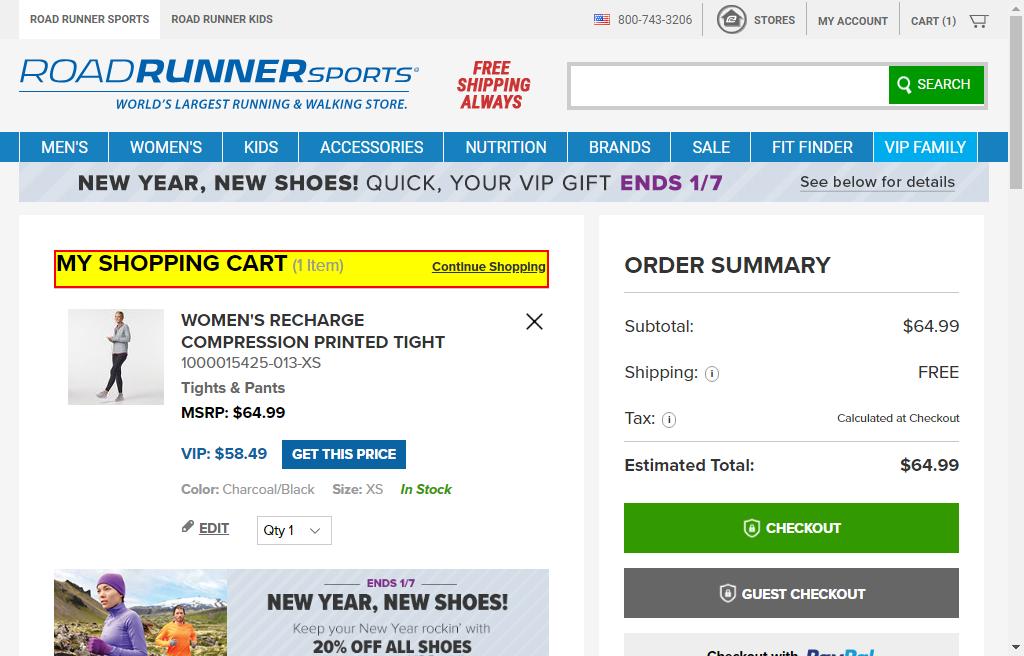 ROAD RUNNER SPORTS
ROAD RUNNER KIDS
800-743-3206
STORES
MY ACCOUNT
CART (1)
ROADRUNNERSPORTS
WORLD'S LARGEST RUNNING & WALKING STORE.
FREE
SHIPPING
ALWAYS
SEARCH
MEN'S
WOMEN'S
KIDS
ACCESSORIES
NUTRITION
BRANDS
SALE
FIT FINDER
VIP FAMILY
NEW YEAR, NEW SHOES! QUICK, YOUR VIP GIFT ENDS 1/7
See below for details
MY SHOPPING CART (1 Item)
Continue Shopping
WOMEN'S RECHARGE
COMPRESSION PRINTED TIGHT
1000015425-013-XS
Tights & Pants
MSRP: $64.99
VIP: $58.49
GET THIS PRICE
Color: Charcoal/Black
Size: XS
In Stock
EDIT
Qty 1
ENDS 1/7
NEW YEAR, NEW SHOES!
Keep your New Year rockin' with
20% OFF ALL SHOES
ORDER SUMMARY
Subtotal: $64.99
Shipping: i FREE
Tax: i Calculated at Checkout
Estimated Total: $64.99
CHECKOUT
GUEST CHECKOUT
Checkout with PayPal